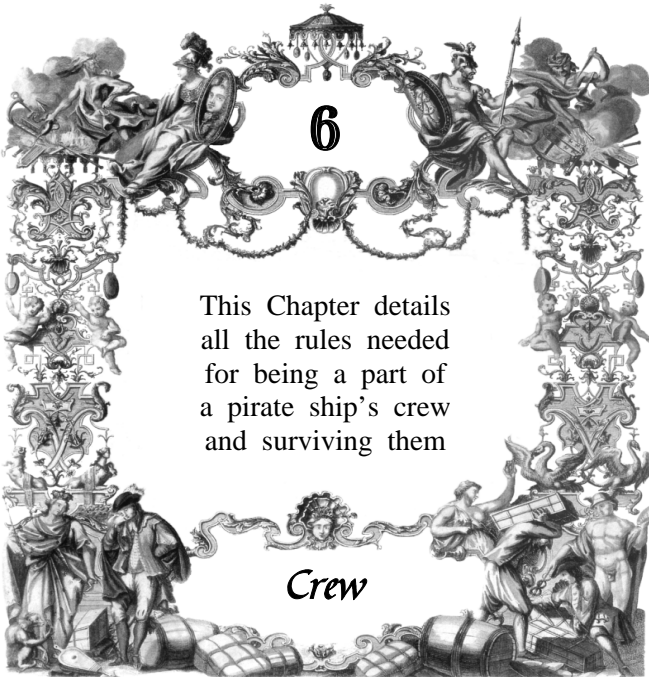 6
This Chapter details
all the rules needed
for being a part of
a pirate ship's crew
and surviving them
Crew